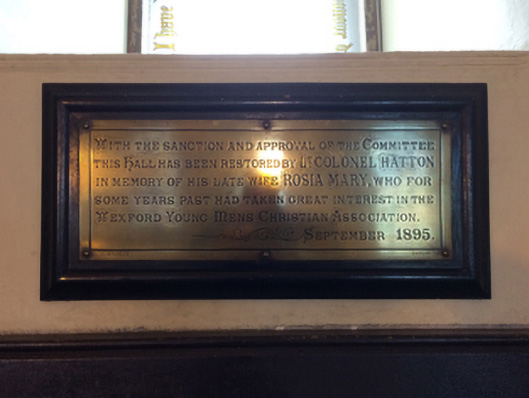 I have
WITH THE SANCTION AND APPROVAL OF THE COMMITTEE
THIS HALL HAS BEEN RESTORED BY LT COLONEL HATTON
IN MEMORY OF HIS LATE WIFE ROSIA MARY, WHO FOR
SOME YEARS PAST HAD TAKEN GREAT INTEREST IN THE
WEXFORD YOUNG MENS CHRISTIAN ASSOCIATION.
SEPTEMBER 1895.